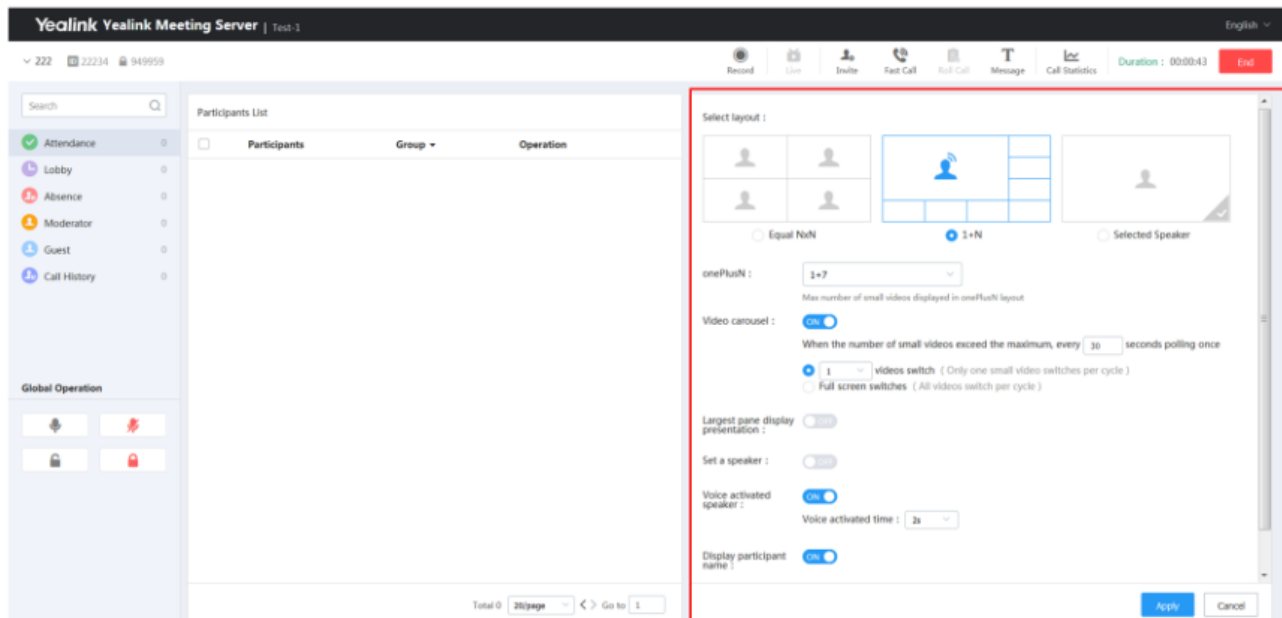 Yealink Yealink Meeting Server | Test-1
English
222 22234 949959
Record
Live
Invite
Fast Call
Roll Call
Message
Call Statistics
Duration : 00:00:43
End
Search
Attendance 0
Lobby 0
Absence 0
Moderator 0
Guest 0
Call History 0
Global Operation
Participants List
Participants Group Operation
Total 0 20/page Go to 1
Select layout :
Equal NxN
1+N
Selected Speaker
onePlusN : 1+7
Max number of small videos displayed in onePlusN layout
Video carousel : ON
When the number of small videos exceed the maximum, every 30 seconds polling once
1 videos switch ( Only one small video switches per cycle )
Full screen switches ( All videos switch per cycle )
Largest pane display
presentation : OFF
Set a speaker : OFF
Voice activated
speaker : ON
Voice activated time : 2s
Display participant
name : ON
Apply
Cancel